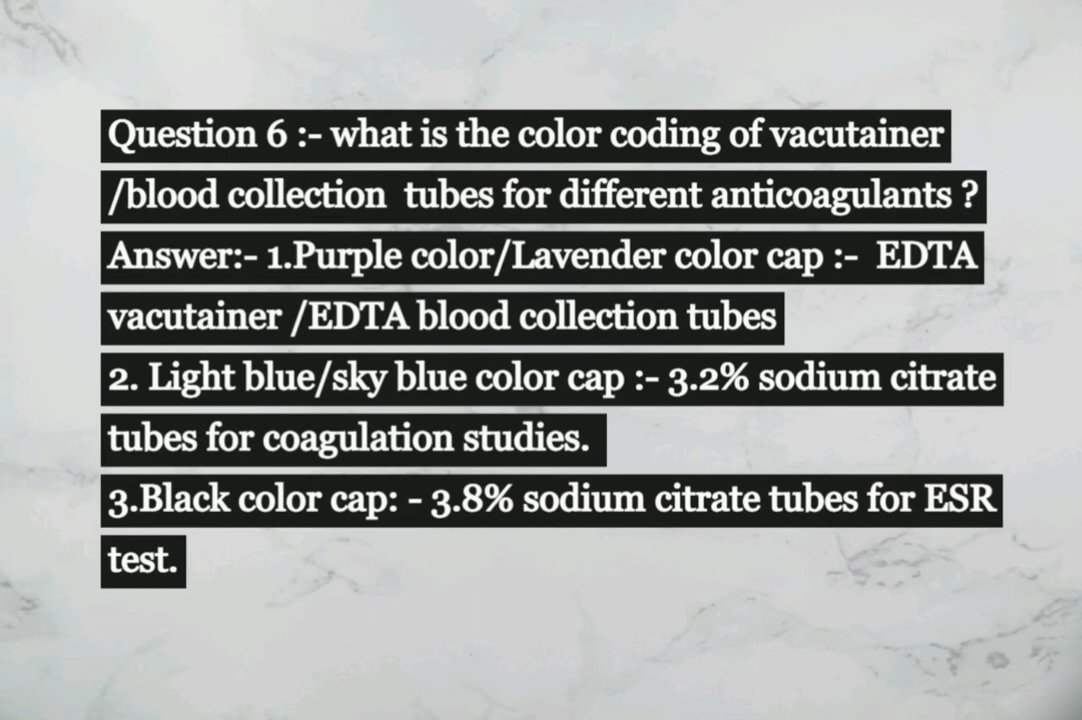 Question 6 :- what is the color coding of vacutainer
/blood collection  tubes for different anticoagulants ?
Answer:- 1.Purple color/Lavender color cap :-  EDTA
vacutainer /EDTA blood collection tubes
2. Light blue/sky blue color cap :- 3.2% sodium citrate
tubes for coagulation studies.
3.Black color cap: - 3.8% sodium citrate tubes for ESR
test.